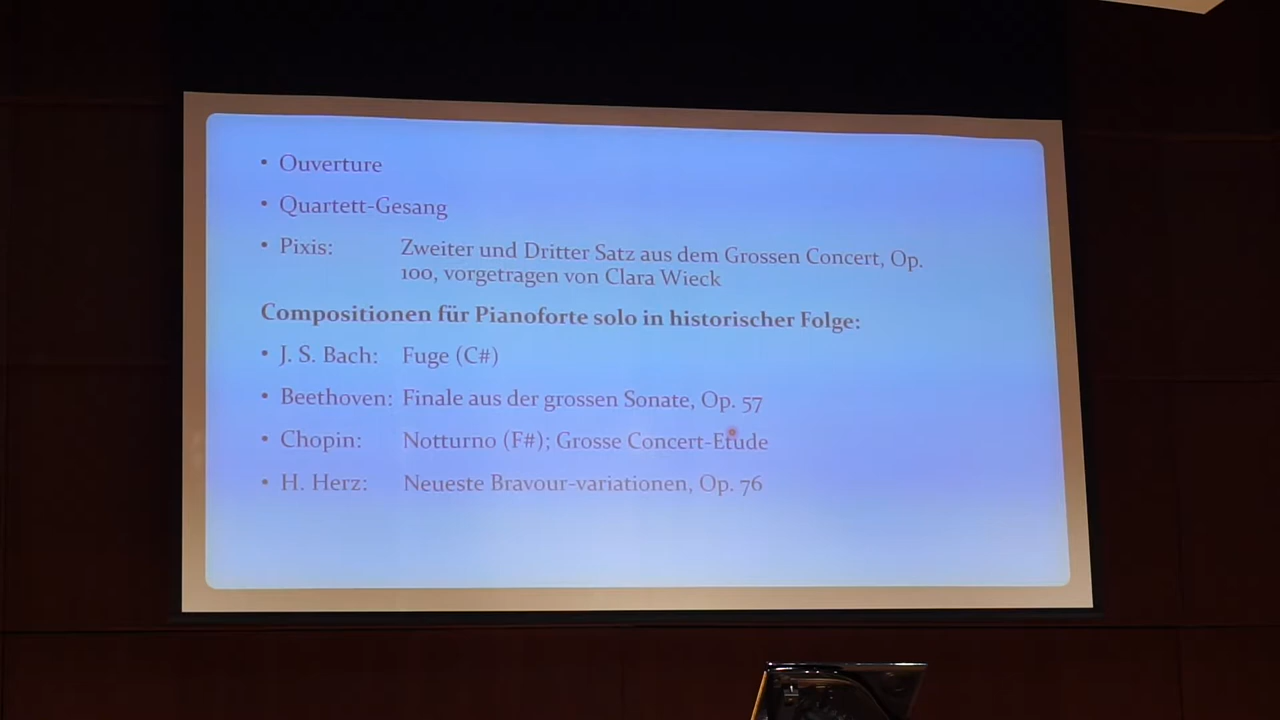 • Ouverture
• Quartett-Gesang
• Pixis: Zweiter und Dritter Satz aus dem Grossen Concert, Op.
100, vorgetragen von Clara Wieck
Compositionen für Pianoforte solo in historischer Folge:
• J. S. Bach: Fuge (C#)
• Beethoven: Finale aus der grossen Sonate, Op. 57
• Chopin: Notturno (F#); Grosse Concert-Etude
• H. Herz: Neueste Bravour-variationen, Op. 76